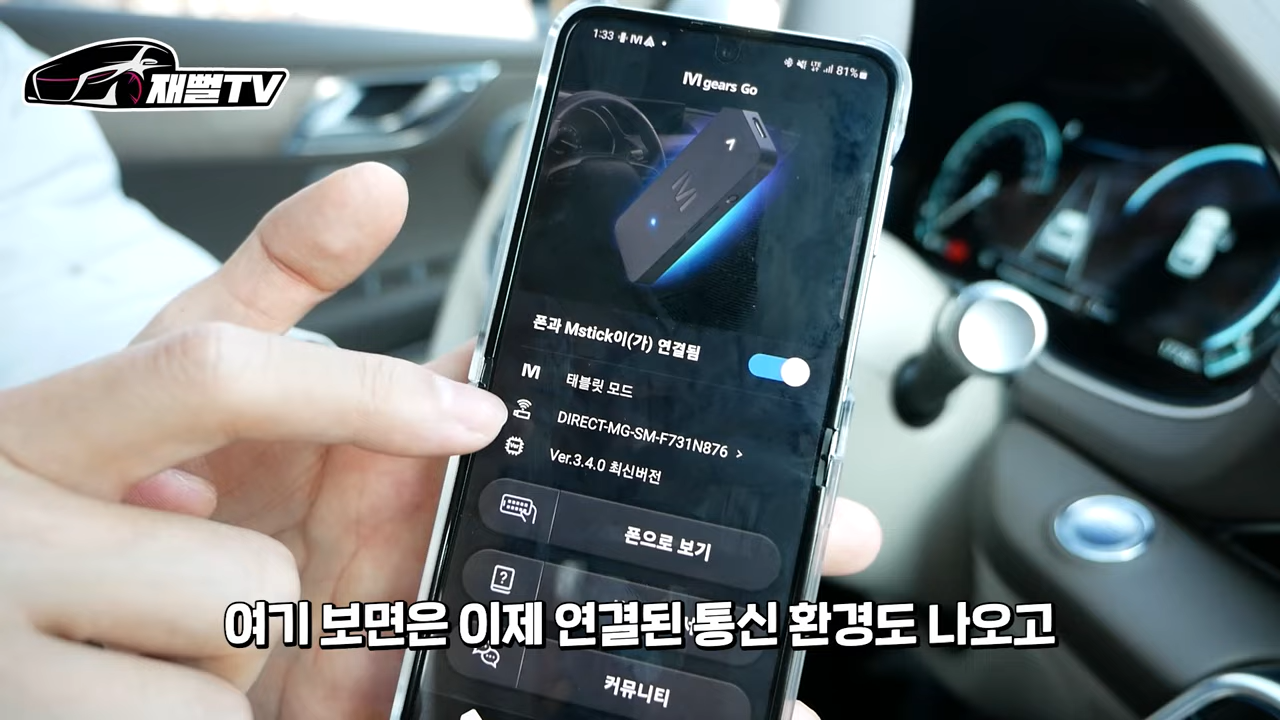 재뻘TV
1:33
LTE 81%
M gears Go
M
폰과 Mstick이(가) 연결됨
M 태블릿 모드
DIRECT-MG-SM-F731N876 >
Ver Ver.3.4.0 최신버전
폰으로 보기
?
여기 보면은 이제 연결된 통신 환경도 나오고
커뮤니티